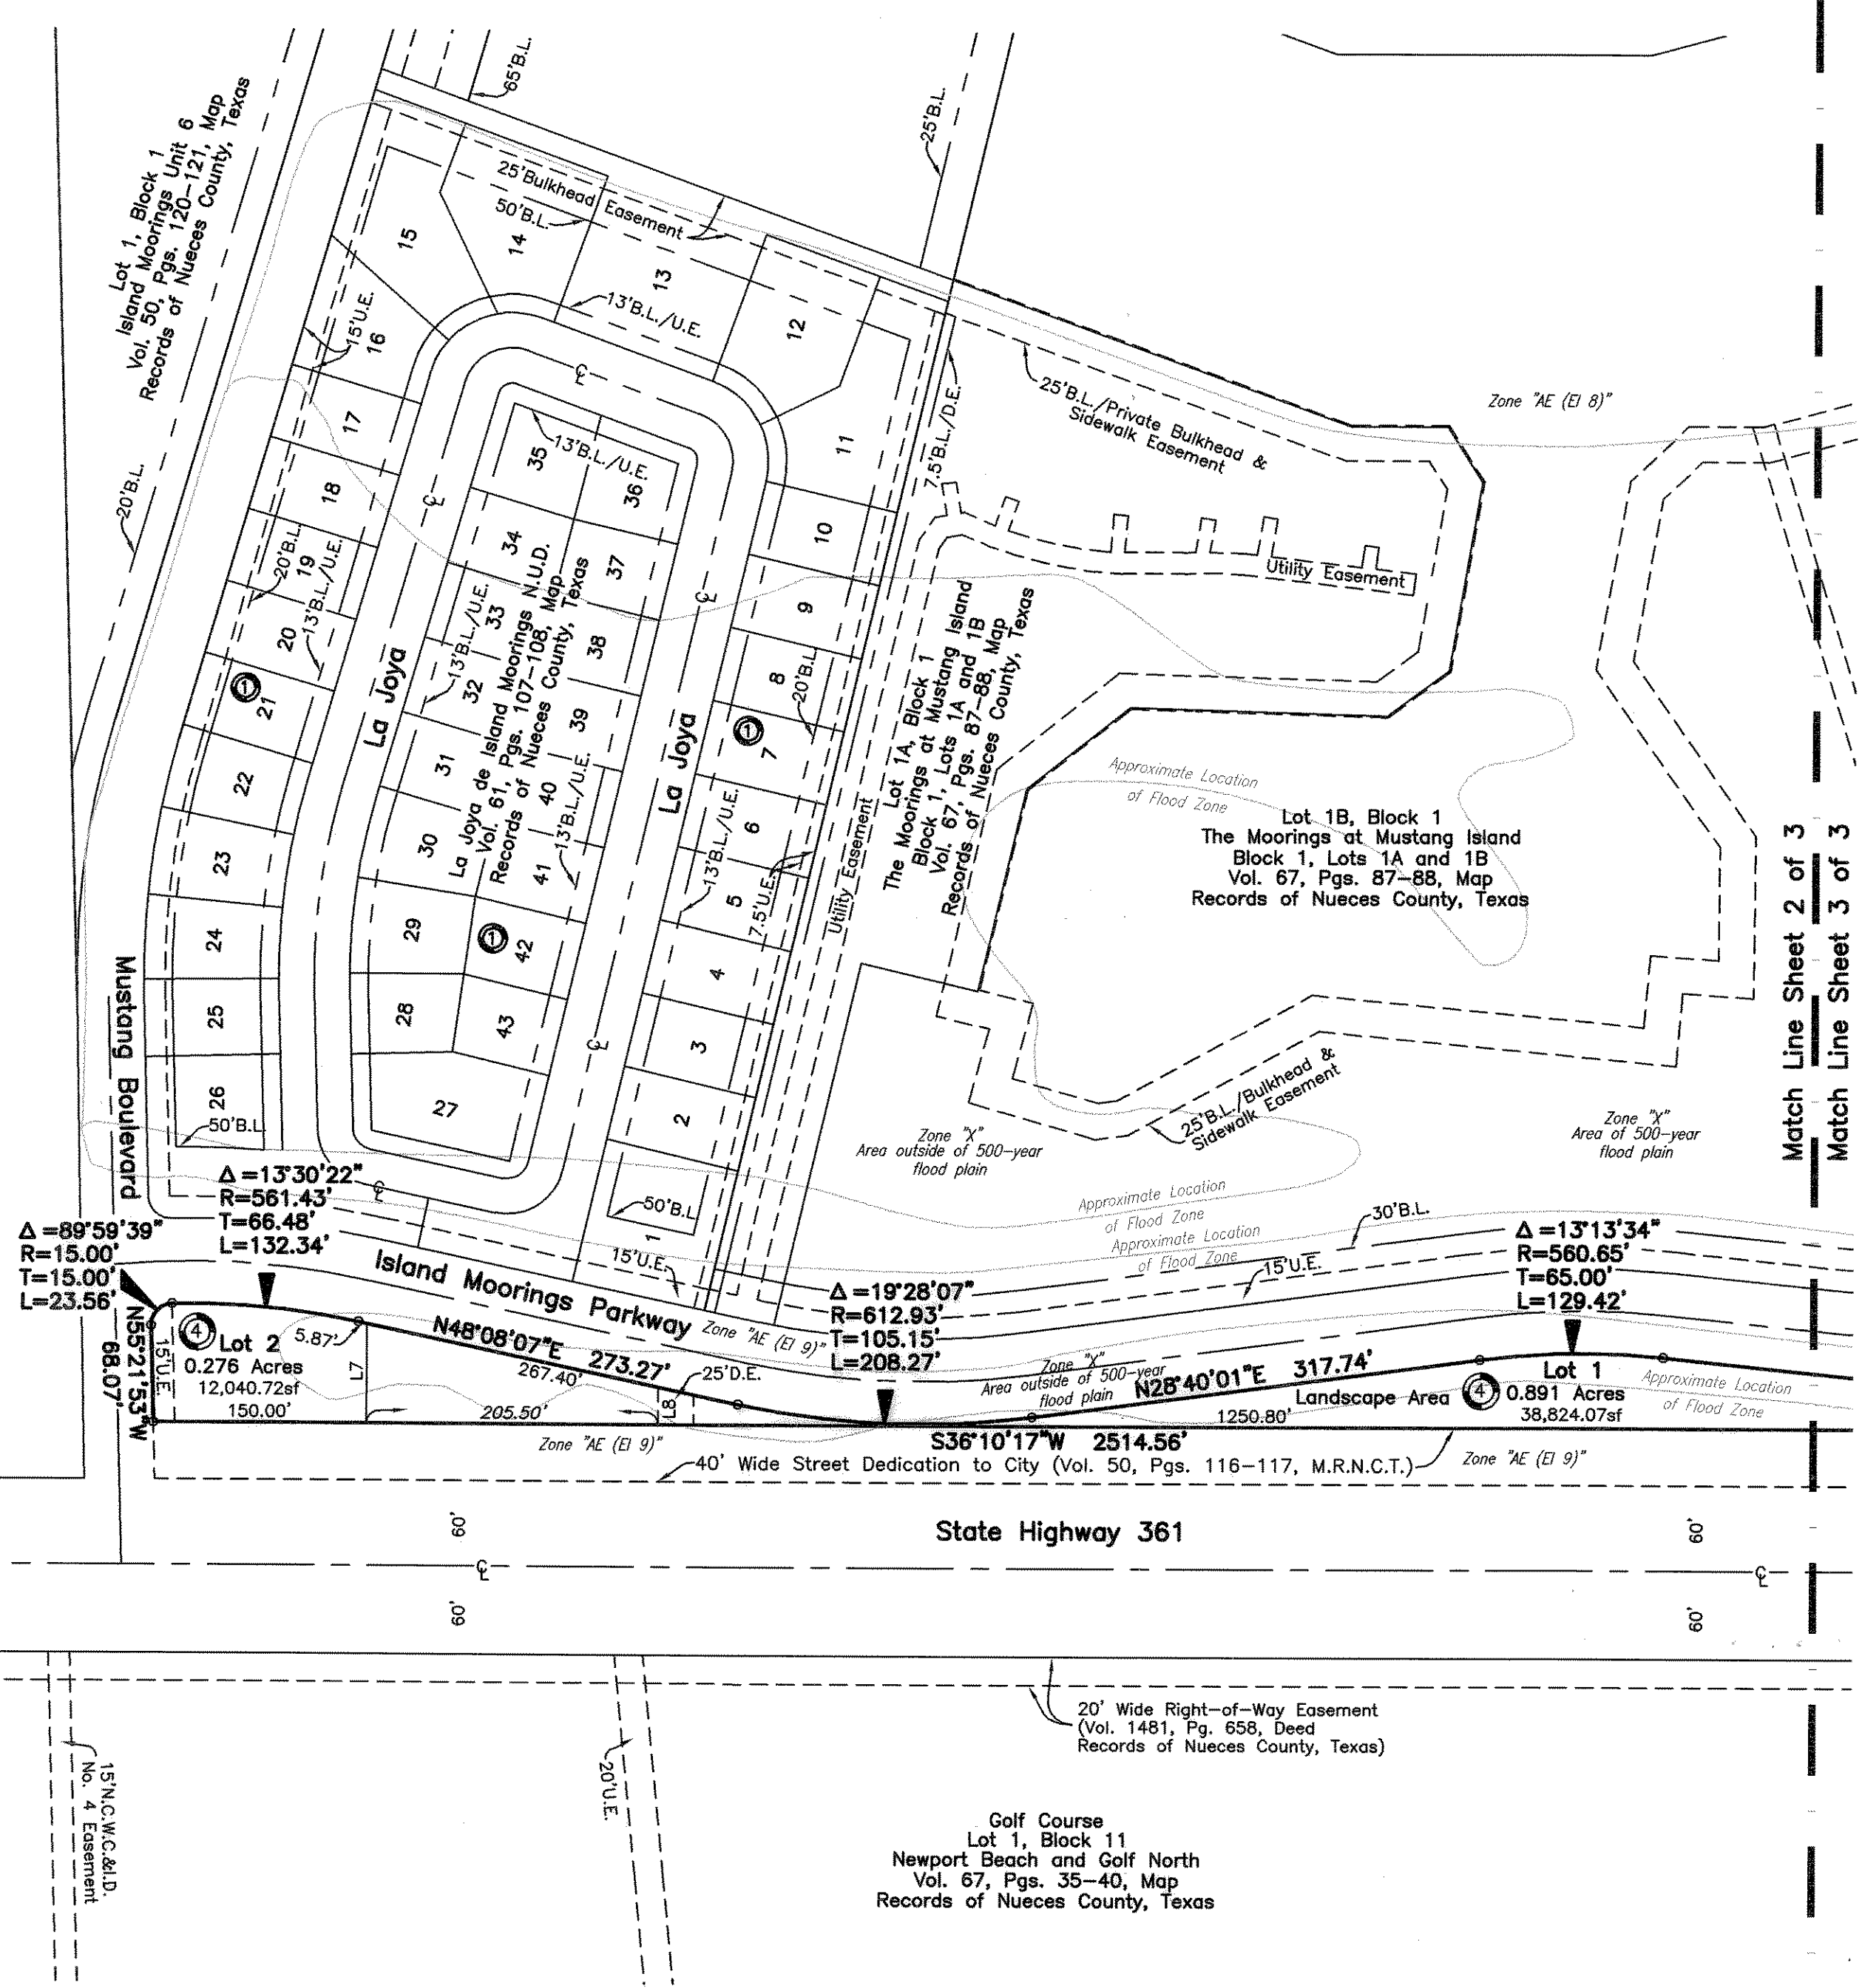 65'B.L.
25'B.L.
Lot 1, Block 1
Island Moorings Unit 6
Vol. 50, Pgs. 120-121, Map
Records of Nueces County, Texas
25'Bulkhead Easement
50'B.L.
15
14
13
12
13'B.L./U.E.
15'U.E.
16
17
18
20'B.L.
20'B.L.
19
13'B.L./U.E.
20
1
21
22
23
24
25
26
50'B.L.
℄
℄
35
13'B.L./U.E.
36
34
37
33
38
13'B.L./U.E.
32
39
31
40
13'B.L./U.E.
30
41
29
1
42
28
43
27
La Joya de Island Moorings N.U.D.
Vol. 61, Pgs. 107-108, Map
Records of Nueces County, Texas
La Joya
La Joya
℄
℄
℄
11
10
9
8
20'B.L.
1
7
6
13'B.L./U.E.
5
7.5'U.E.
4
3
2
50'B.L.
1
15'U.E.
7.5'B.L./D.E.
25'B.L./Private Bulkhead &
Sidewalk Easement
Zone "AE (El 8)"
Utility Easement
Utility Easement
Lot 1A, Block 1
The Moorings at Mustang Island
Block 1, Lots 1A and 1B
Vol. 67, Pgs. 87-88, Map
Records of Nueces County, Texas
Approximate Location
of Flood Zone
Lot 1B, Block 1
The Moorings at Mustang Island
Block 1, Lots 1A and 1B
Vol. 67, Pgs. 87-88, Map
Records of Nueces County, Texas
Match Line Sheet 2 of 3
Match Line Sheet 3 of 3
25'B.L./Bulkhead &
Sidewalk Easement
Zone "X"
Area outside of 500-year
flood plain
Zone "X"
Area of 500-year
flood plain
Approximate Location
of Flood Zone
Approximate Location
of Flood Zone
30'B.L.
15'U.E.
Mustang Boulevard
Δ=13°30'22"
R=561.43'
T=66.48'
L=132.34'
Δ=89°59'39"
R=15.00'
T=15.00'
L=23.56'
Island Moorings Parkway
Zone "AE (El 9)"
Δ=19°28'07"
R=612.93'
T=105.15'
L=208.27'
Δ=13°13'34"
R=560.65'
T=65.00'
L=129.42'
N55°21'53"W
68.07'
15'U.E.
4
Lot 2
0.276 Acres
12,040.72sf
150.00'
5.87'
L7
N48°08'07"E 273.27'
267.40'
25'D.E.
L8
205.50'
Zone "X"
Area outside of 500-year
flood plain
N28°40'01"E 317.74'
Landscape Area
4
Lot 1
0.891 Acres
38,824.07sf
1250.80'
Approximate Location
of Flood Zone
S36°10'17"W 2514.56'
Zone "AE (El 9)"
40' Wide Street Dedication to City (Vol. 50, Pgs. 116-117, M.R.N.C.T.)
Zone "AE (El 9)"
State Highway 361
60'
60'
℄
℄
60'
60'
20' Wide Right-of-Way Easement
(Vol. 1481, Pg. 658, Deed
Records of Nueces County, Texas)
15'N.C.W.C.&I.D.
No. 4 Easement
20'U.E.
Golf Course
Lot 1, Block 11
Newport Beach and Golf North
Vol. 67, Pgs. 35-40, Map
Records of Nueces County, Texas